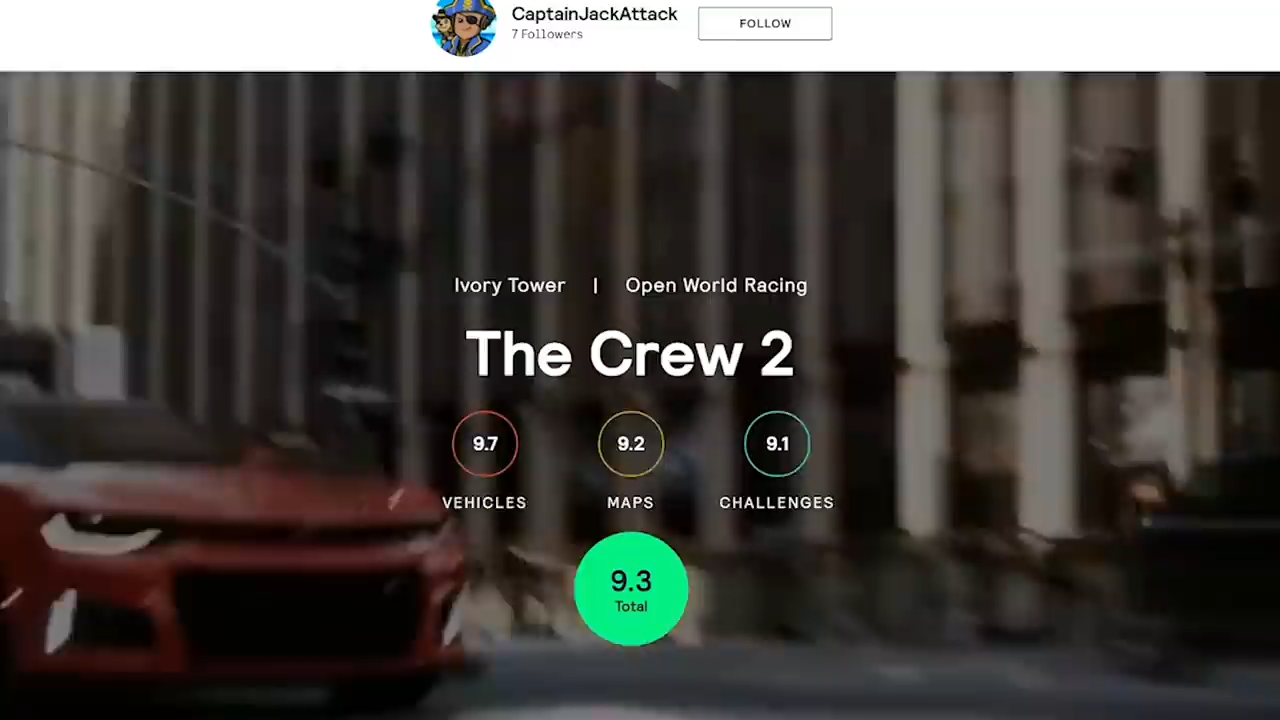 CaptainJackAttack
7 Followers
FOLLOW
Ivory Tower | Open World Racing
The Crew 2
9.7
9.2
9.1
VEHICLES
MAPS
CHALLENGES
9.3
Total